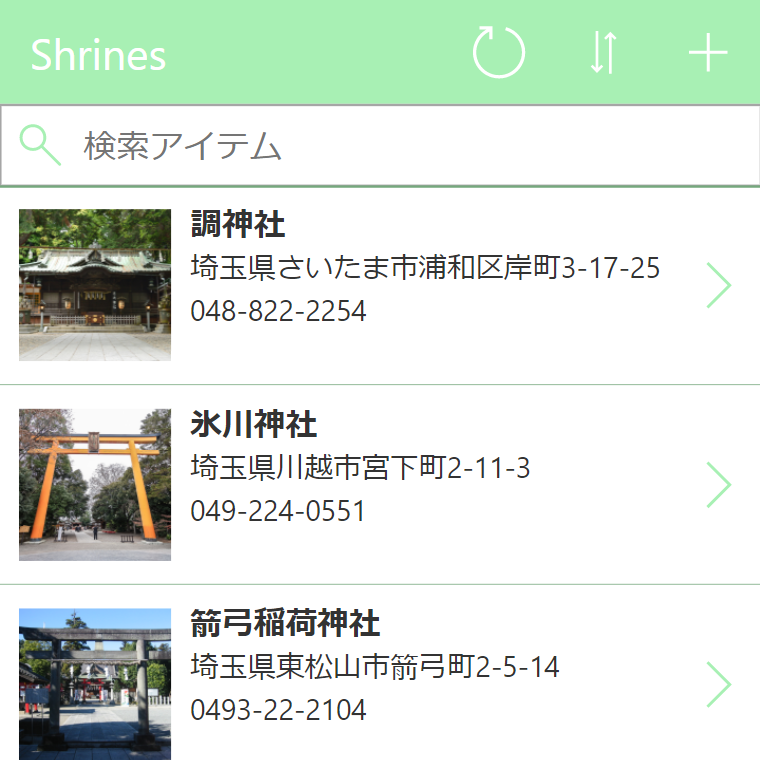 Shrines
検索アイテム
調神社
埼玉県さいたま市浦和区岸町3-17-25
048-822-2254
氷川神社
埼玉県川越市宮下町2-11-3
049-224-0551
箭弓稲荷神社
埼玉県東松山市箭弓町2-5-14
0493-22-2104